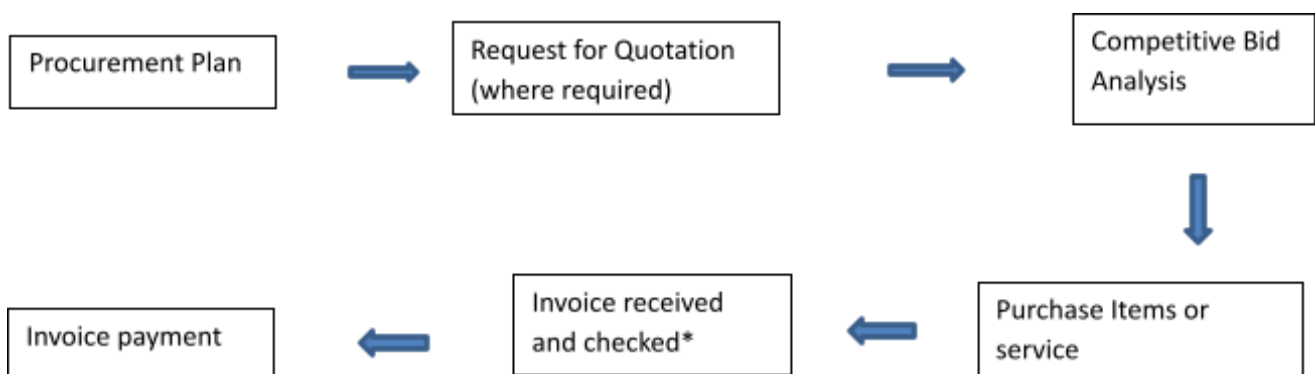 Procurement Plan
Request for Quotation
(where required)
Competitive Bid
Analysis
Purchase Items or
service
Invoice received
and checked*
Invoice payment